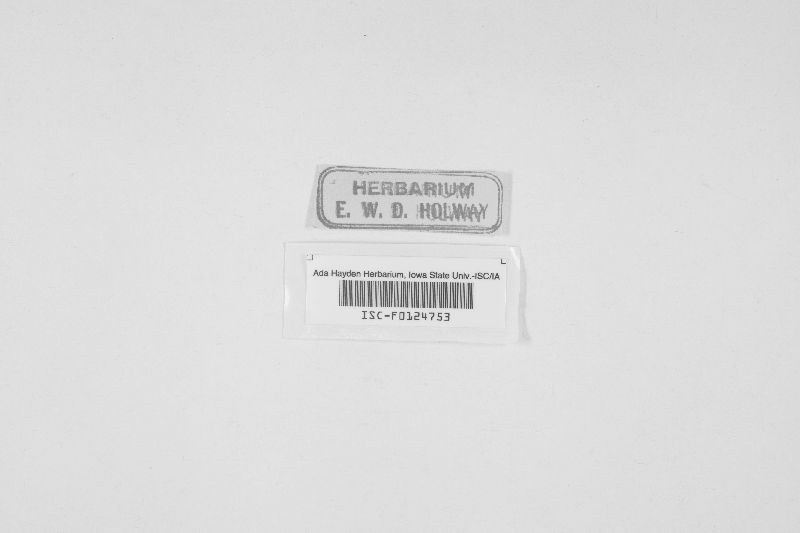 HERBARIUM
E. W. D. HOLWAY
Ada Hayden Herbarium, Iowa State Univ.-ISC/IA
ISC-F0124753